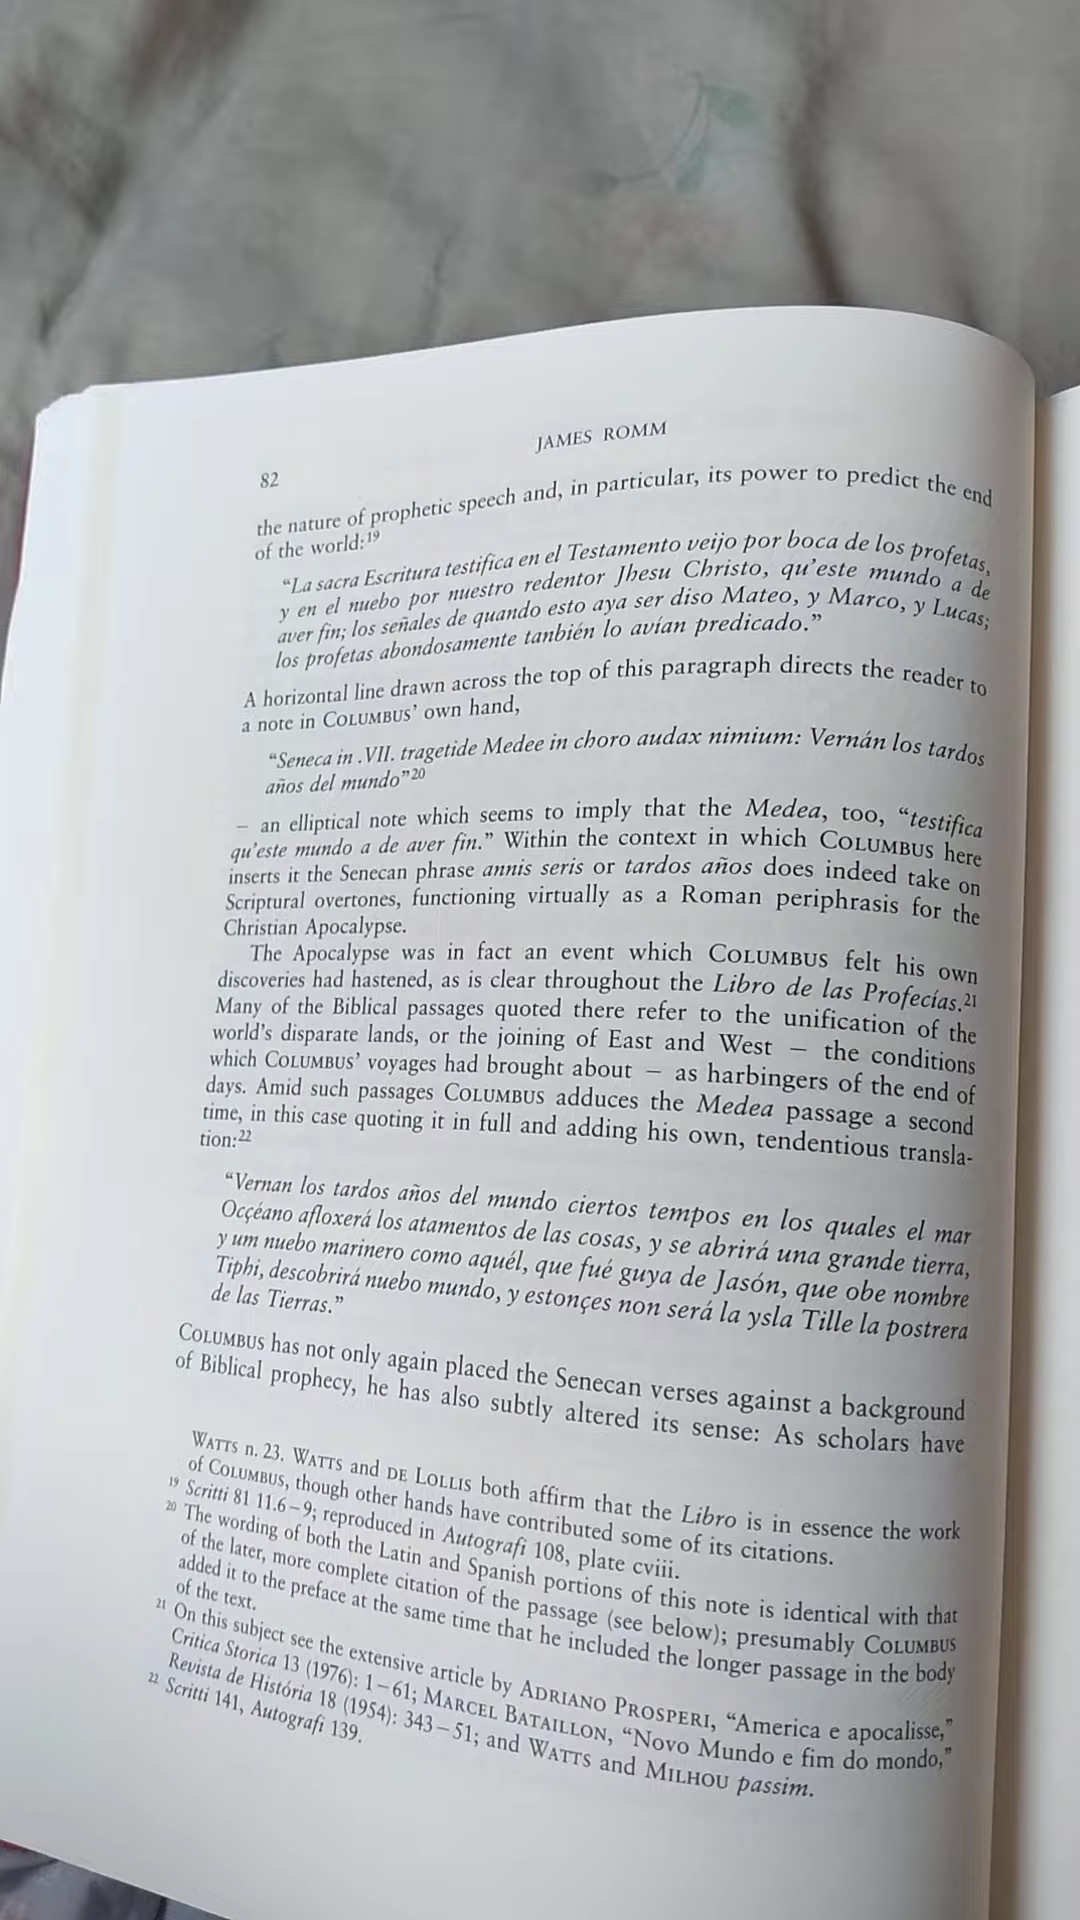 JAMES ROMM
82
the nature of prophetic speech and, in particular, its power to predict the end
of the world:19
“La sacra Escritura testifica en el Testamento veijo por boca de los profetas,
y en el nuebo por nuestro redentor Jhesu Christo, qu’este mundo a de
aver fin; los señales de quando esto aya ser diso Mateo, y Marco, y Lucas;
los profetas abondosamente tanbién lo avían predicado.”
A horizontal line drawn across the top of this paragraph directs the reader to
a note in COLUMBUS’ own hand,
“Seneca in .VII. tragetide Medee in choro audax nimium: Vernán los tardos
años del mundo”20
– an elliptical note which seems to imply that the Medea, too, “testifica
qu’este mundo a de aver fin.” Within the context in which COLUMBUS here
inserts it the Senecan phrase annis seris or tardos años does indeed take on
Scriptural overtones, functioning virtually as a Roman periphrasis for the
Christian Apocalypse.
The Apocalypse was in fact an event which COLUMBUS felt his own
discoveries had hastened, as is clear throughout the Libro de las Profecías.21
Many of the Biblical passages quoted there refer to the unification of the
world’s disparate lands, or the joining of East and West – the conditions
which COLUMBUS’ voyages had brought about – as harbingers of the end of
days. Amid such passages COLUMBUS adduces the Medea passage a second
time, in this case quoting it in full and adding his own, tendentious transla-
tion:22
“Vernan los tardos años del mundo ciertos tempos en los quales el mar
Occéano afloxerá los atamentos de las cosas, y se abrirá una grande tierra,
y um nuebo marinero como aquél, que fué guya de Jasón, que obe nombre
Tiphi, descobrirá nuebo mundo, y estonçes non será la ysla Tille la postrera
de las Tierras.”
COLUMBUS has not only again placed the Senecan verses against a background
of Biblical prophecy, he has also subtly altered its sense: As scholars have
WATTS n. 23. WATTS and DE LOLLIS both affirm that the Libro is in essence the work
of COLUMBUS, though other hands have contributed some of its citations.
19 Scritti 81 11.6–9; reproduced in Autografi 108, plate cviii.
20 The wording of both the Latin and Spanish portions of this note is identical with that
of the later, more complete citation of the passage (see below); presumably COLUMBUS
added it to the preface at the same time that he included the longer passage in the body
of the text.
21 On this subject see the extensive article by ADRIANO PROSPERI, “America e apocalisse,”
Critica Storica 13 (1976): 1–61; MARCEL BATAILLON, “Novo Mundo e fim do mondo,”
Revista de História 18 (1954): 343–51; and WATTS and MILHOU passim.
22 Scritti 141, Autografi 139.